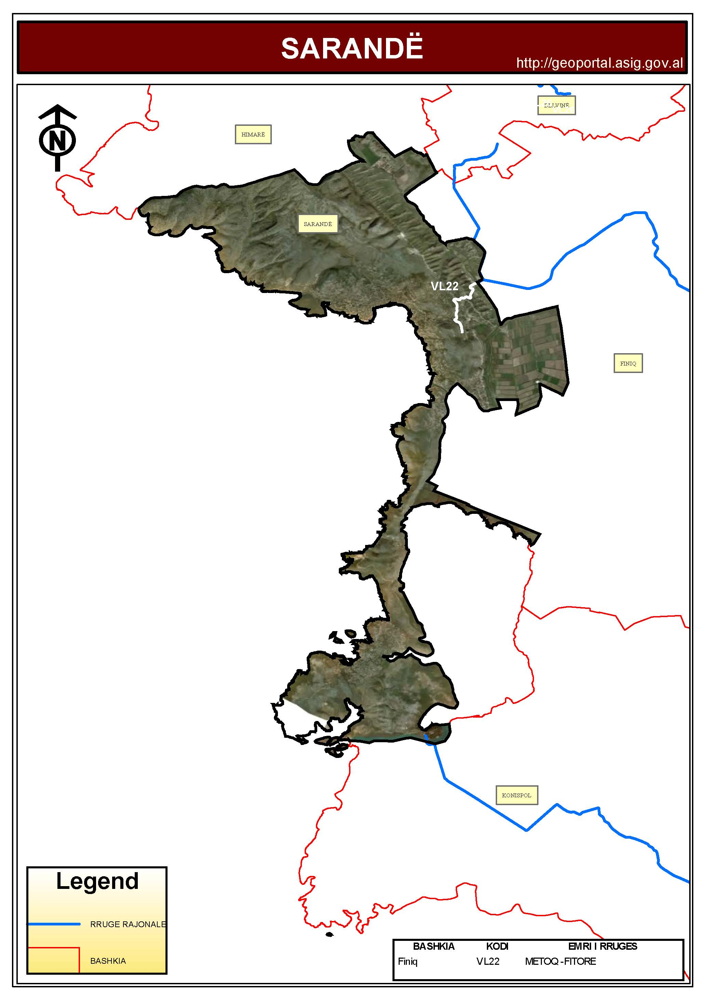 SARANDË
http://geoportal.asig.gov.al
N
HIMARË
SARANDË
VL22
FINIQ
KONISPOL
Legend
RRUGE RAJONALE
BASHKIA
BASHKIA KODI EMRI I RRUGES
Finiq VL22 METOQ -FITORE